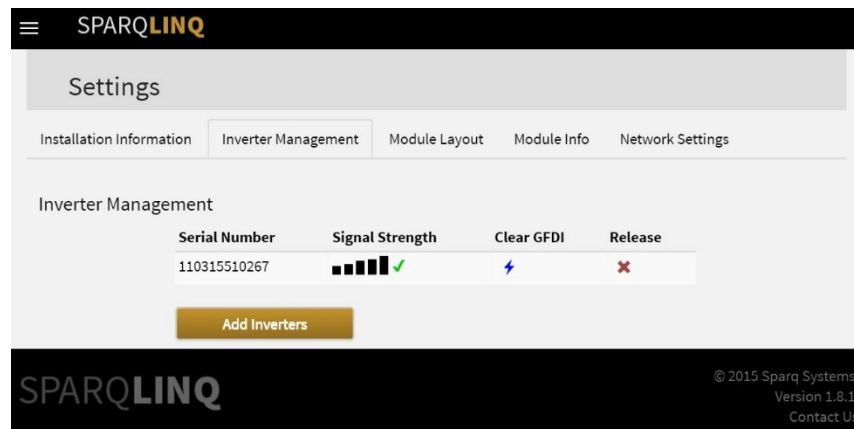 SPARQLINQ
Settings
Installation Information Inverter Management Module Layout Module Info Network Settings
Inverter Management
Serial Number Signal Strength Clear GFDI Release
110315510267
Add Inverters
SPARQLINQ
© 2015 Sparq Systems
Version 1.8.1
Contact Us